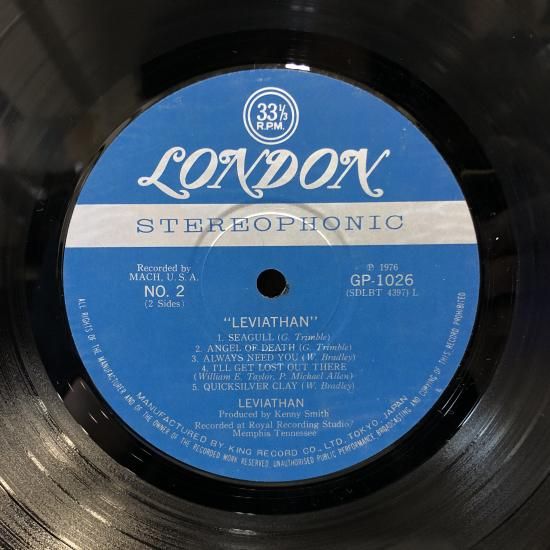 33 1/3
R.P.M.
LONDON
STEREOPHONIC
Recorded by
MACH, U.S.A.
NO. 2
(2 Sides)
Ⓟ 1976
GP-1026
(SDLBT 4397) L
"LEVIATHAN"
1. SEAGULL (G. Trimble)
2. ANGEL OF DEATH (G. Trimble)
3. ALWAYS NEED YOU (W. Bradley)
4. I'LL GET LOST OUT THERE
(William E. Taylor, P. Michael Allen)
5. QUICKSILVER CLAY (W. Bradley)
LEVIATHAN
Produced by Kenny Smith
Recorded at Royal Recording Studio/
Memphis Tennessee
MANUFACTURED BY KING RECORD CO., LTD. TOKYO, JAPAN
ALL RIGHTS OF THE MANUFACTURER AND OF THE OWNER OF THE RECORDED WORK RESERVED. UNAUTHORISED PUBLIC PERFORMANCE, BROADCASTING AND COPYING OF THIS RECORD PROHIBITED